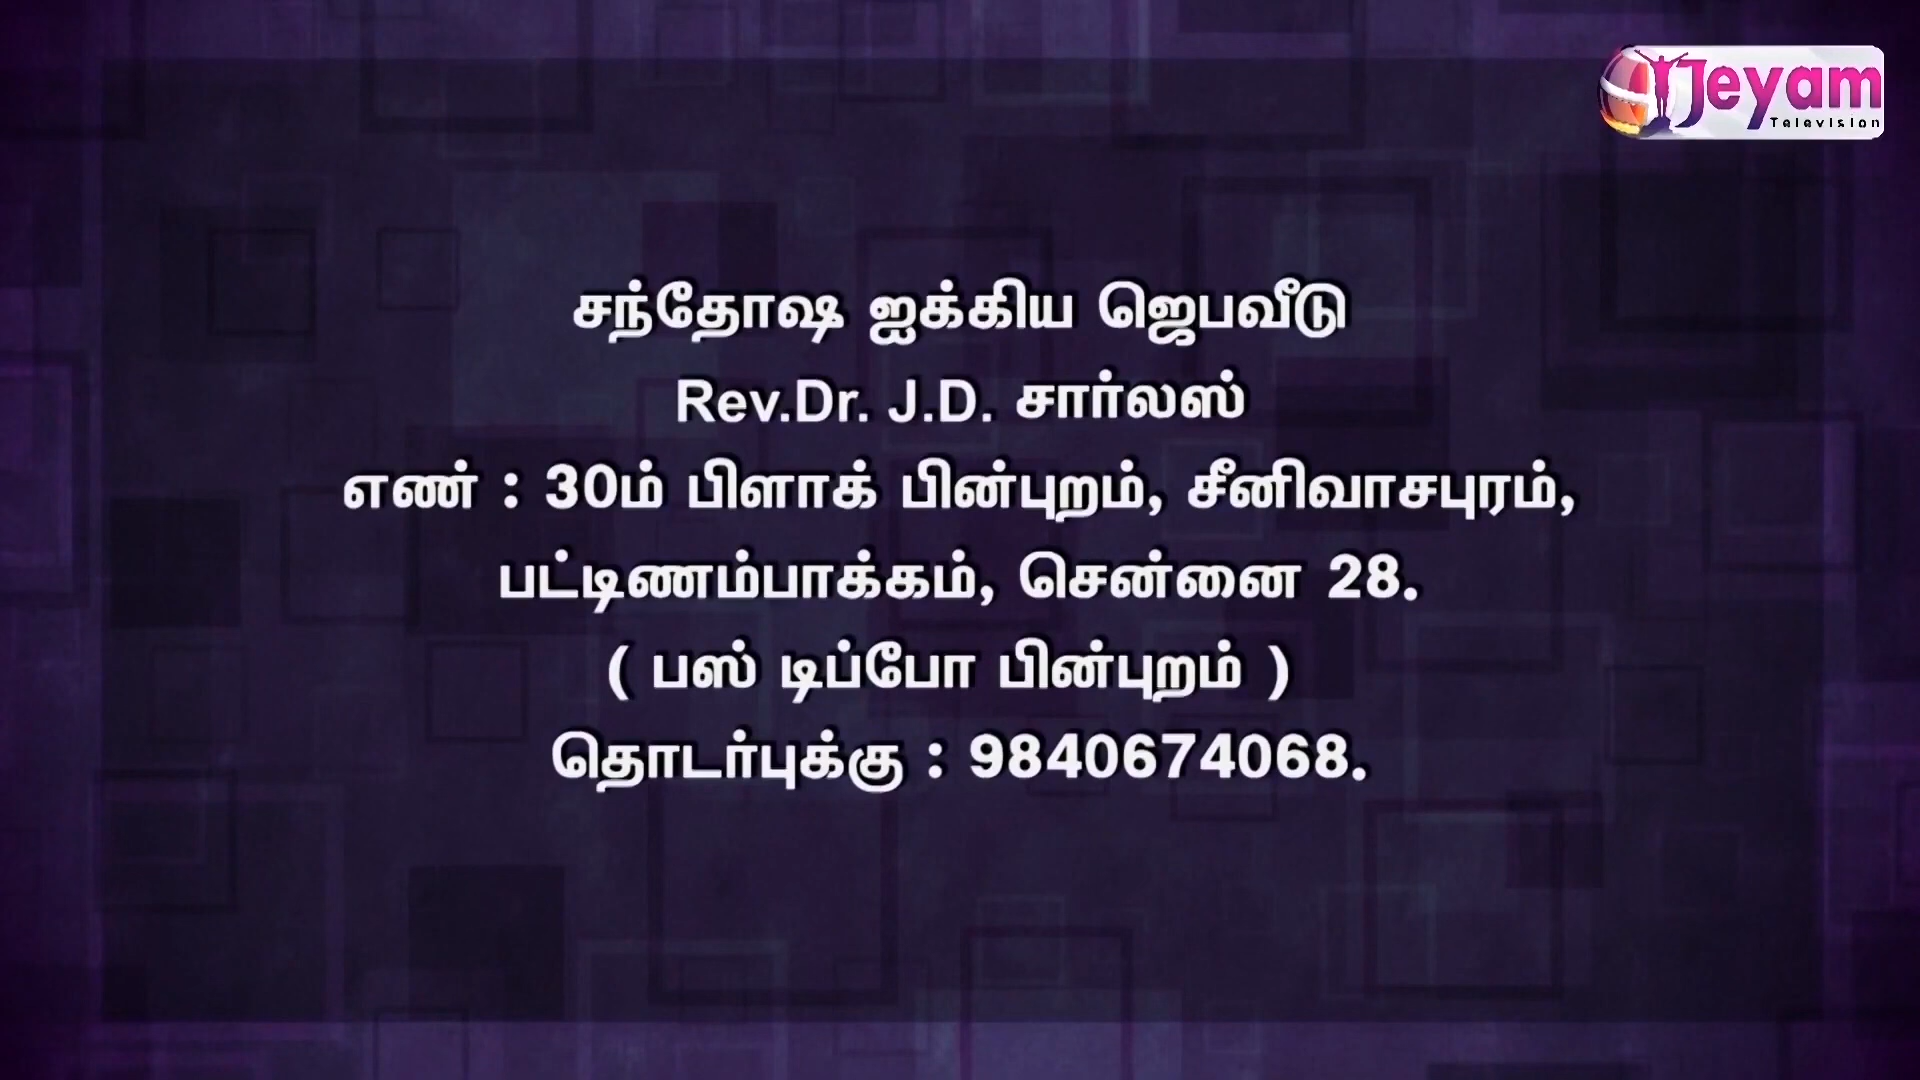 Jeyam
Television
சந்தோஷ ஐக்கிய ஜெபவீடு
Rev.Dr. J.D. சார்லஸ்
எண் : 30ம் பிளாக் பின்புறம், சீனிவாசபுரம்,
பட்டிணம்பாக்கம், சென்னை 28.
( பஸ் டிப்போ பின்புறம் )
தொடர்புக்கு : 9840674068.